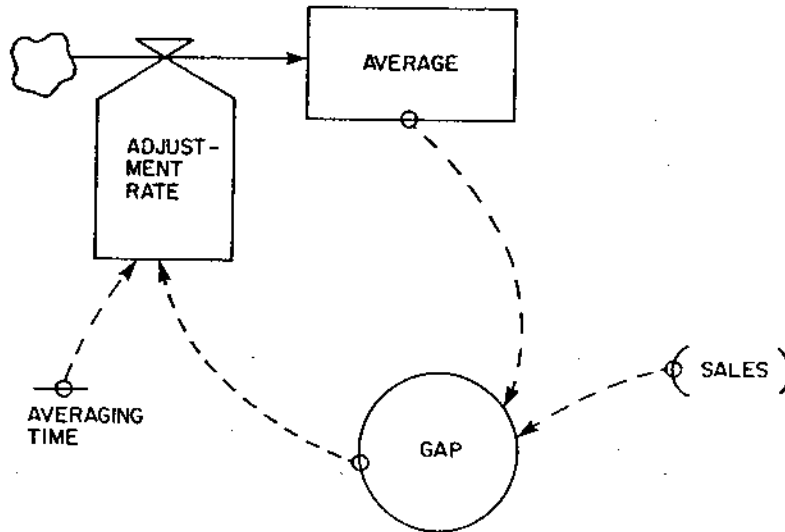 AVERAGE
ADJUST-
MENT
RATE
( SALES )
AVERAGING
TIME
GAP